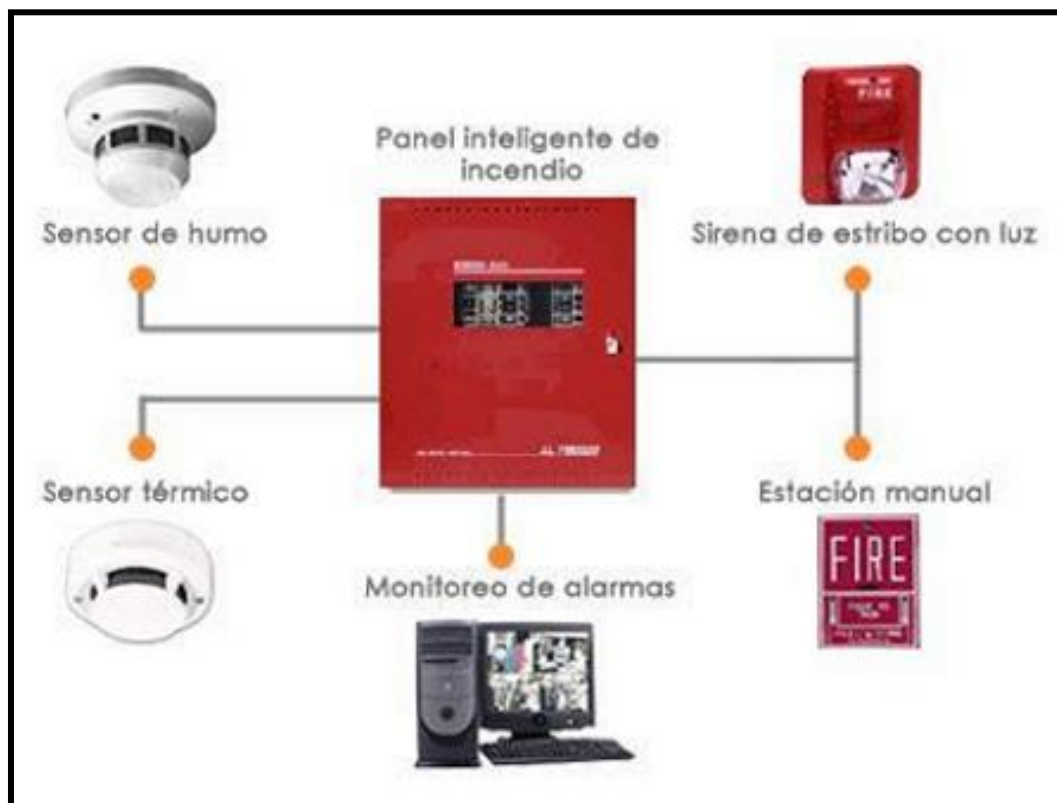 Sensor de humo
Panel inteligente de
incendio
FIRE
Sirena de estribo con luz
Sensor térmico
Estación manual
FIRE
Monitoreo de alarmas